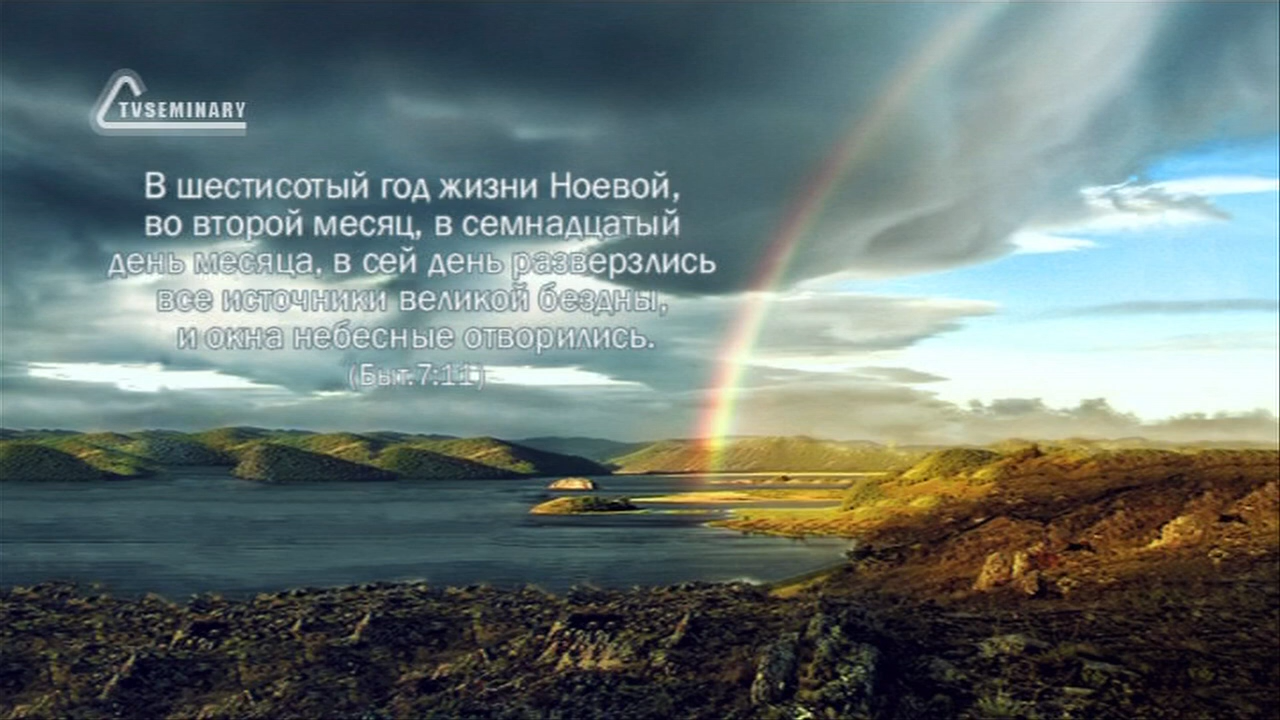 TVSEMINARY
В шестисотый год жизни Ноевой,
во второй месяц, в семнадцатый
день месяца, в сей день разверзлись
все источники великой бездны,
и окна небесные отворились.
(Быт.7:11)